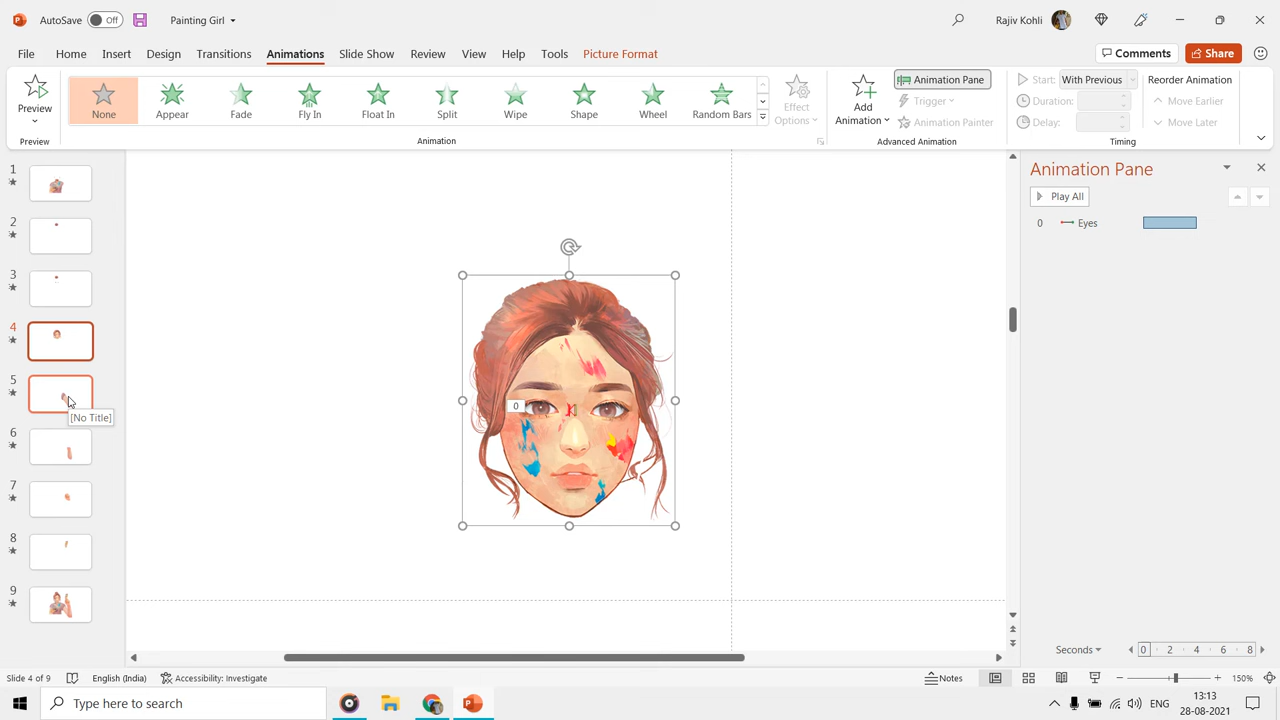 AutoSave Off Painting Girl Rajiv Kohli
File Home Insert Design Transitions Animations Slide Show Review View Help Tools Picture Format Comments Share
Preview
None Appear Fade Fly In Float In Split Wipe Shape Wheel Random Bars
Effect Options
Add Animation
Animation Pane
Trigger
Animation Painter
Start: With Previous
Duration:
Delay:
Reorder Animation
Move Earlier
Move Later
Preview Animation Advanced Animation Timing
1
2
3
4
5
[No Title]
6
7
8
9
0
Animation Pane
Play All
0 Eyes
Seconds 0 2 4 6 8
Slide 4 of 9 English (India) Accessibility: Investigate Notes 150%
Type here to search
ENG
13:13
28-08-2021